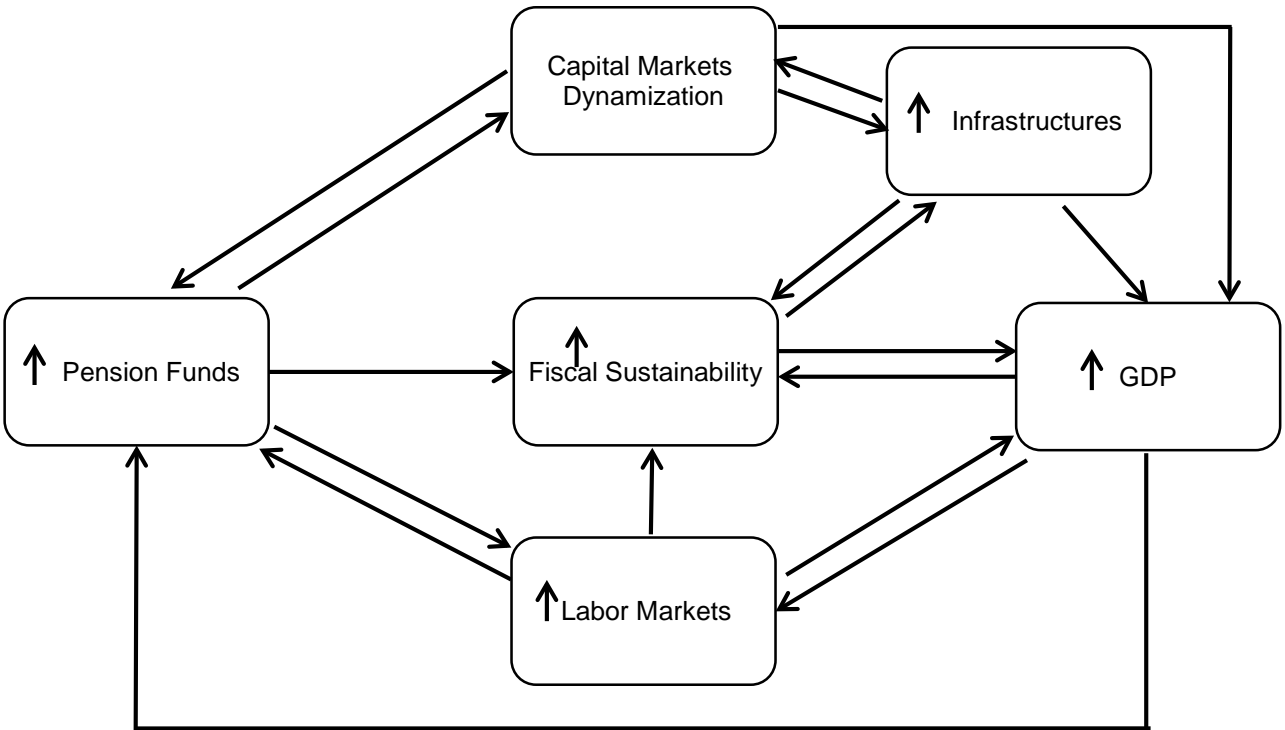 Capital Markets
Dynamization
Infrastructures
Pension Funds
Fiscal Sustainability
GDP
Labor Markets